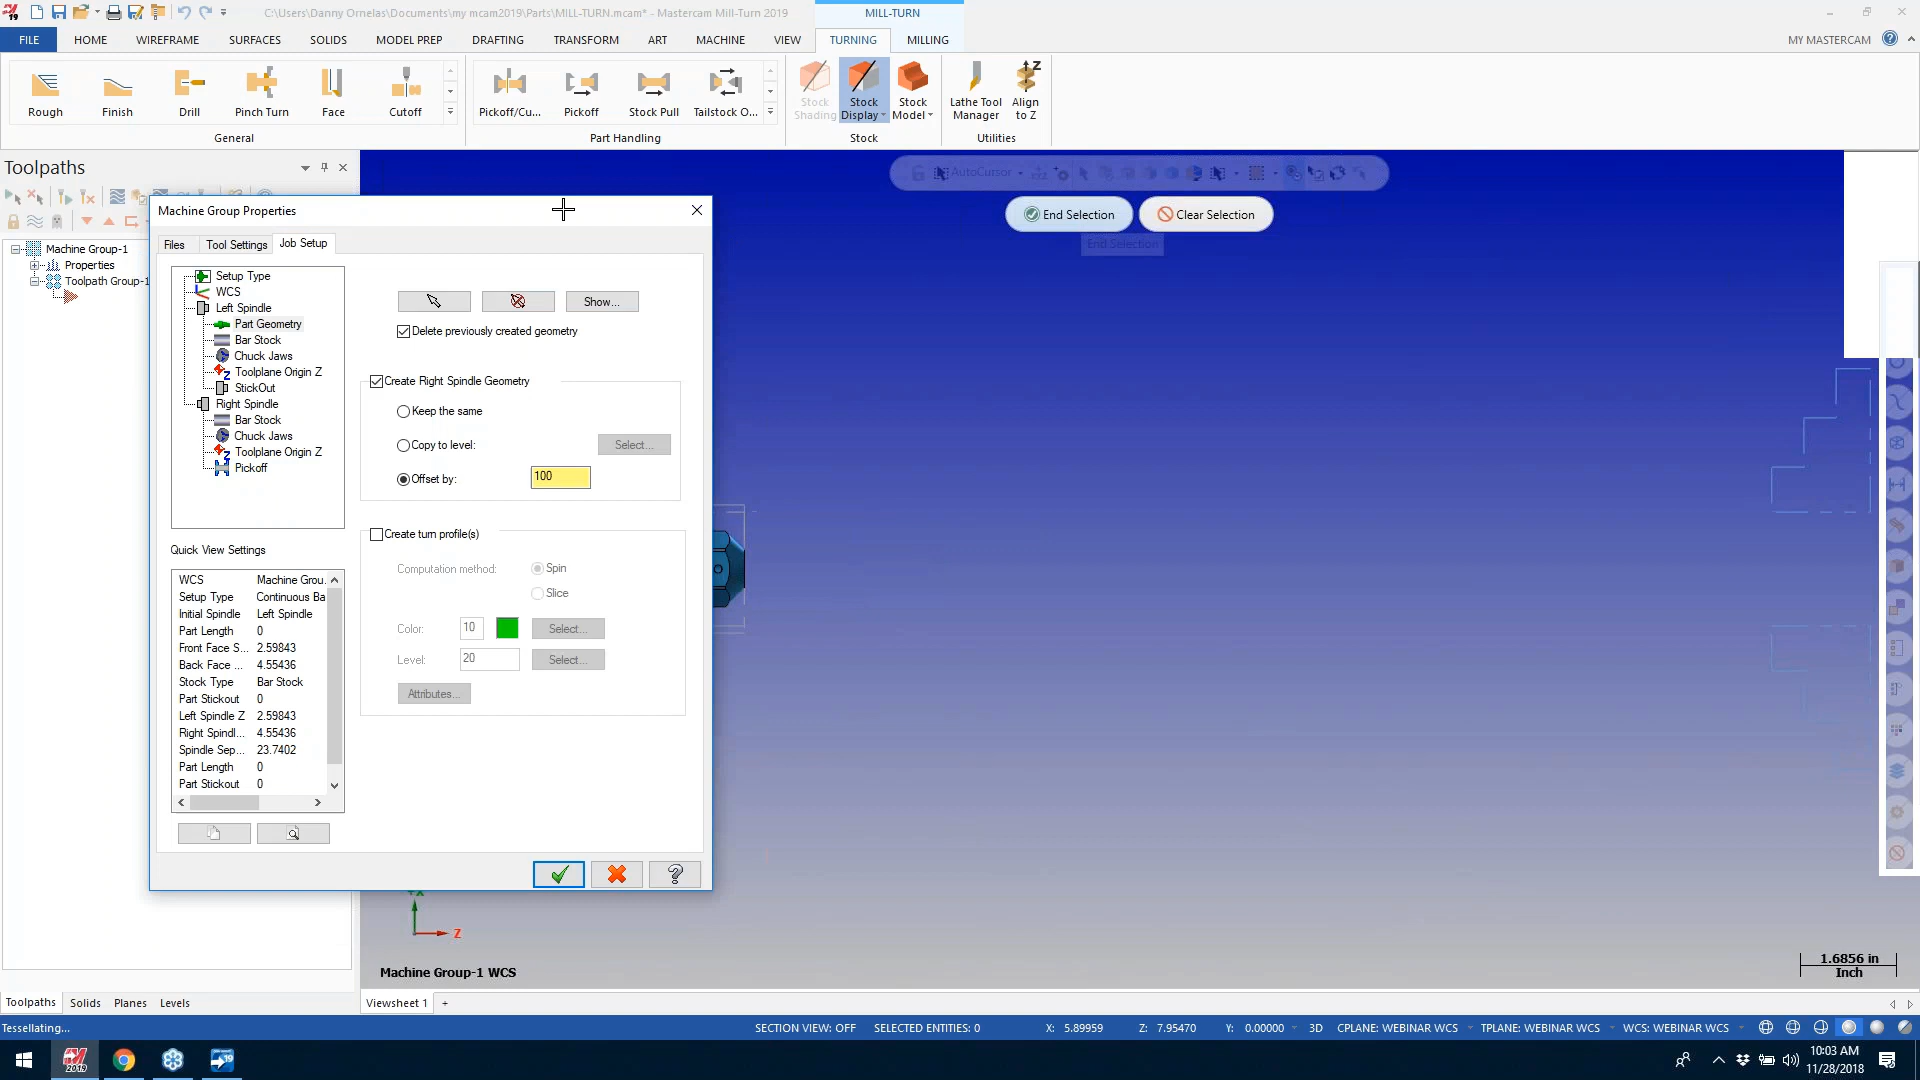 C:\Users\Danny Ornelas\Documents\my mcam2019\Parts\MILL-TURN.mcam* - Mastercam Mill-Turn 2019
MILL-TURN
FILE HOME WIREFRAME SURFACES SOLIDS MODEL PREP DRAFTING TRANSFORM ART MACHINE VIEW TURNING MILLING MY MASTERCAM
Rough Finish Drill Pinch Turn Face Cutoff Pickoff/Cu... Pickoff Stock Pull Tailstock O...
Stock Shading Stock Display Stock Model Lathe Tool Manager Align to Z
General Part Handling Stock Utilities
Toolpaths
AutoCursor
End Selection Clear Selection
End Selection
Machine Group-1
Properties
Toolpath Group-1
Machine Group Properties
Files Tool Settings Job Setup
Setup Type
WCS
Left Spindle
Part Geometry
Bar Stock
Chuck Jaws
Toolplane Origin Z
StickOut
Right Spindle
Bar Stock
Chuck Jaws
Toolplane Origin Z
Pickoff
Show...
Delete previously created geometry
Create Right Spindle Geometry
Keep the same
Copy to level: Select...
Offset by: 100
Create turn profile(s)
Computation method: Spin
Slice
Color: 10 Select...
Level: 20 Select...
Attributes...
Quick View Settings
WCS Machine Grou.
Setup Type Continuous Ba
Initial Spindle Left Spindle
Part Length 0
Front Face S... 2.59843
Back Face ... 4.55436
Stock Type Bar Stock
Part Stickout 0
Left Spindle Z 2.59843
Right Spindl... 4.55436
Spindle Sep... 23.7402
Part Length 0
Part Stickout 0
X
Z
Machine Group-1 WCS
1.6856 in
Inch
Toolpaths Solids Planes Levels
Viewsheet 1 +
Tessellating... SECTION VIEW: OFF SELECTED ENTITIES: 0 X: 5.89959 Z: 7.95470 Y: 0.00000 3D CPLANE: WEBINAR WCS TPLANE: WEBINAR WCS WCS: WEBINAR WCS
2019
19
10:03 AM
11/28/2018